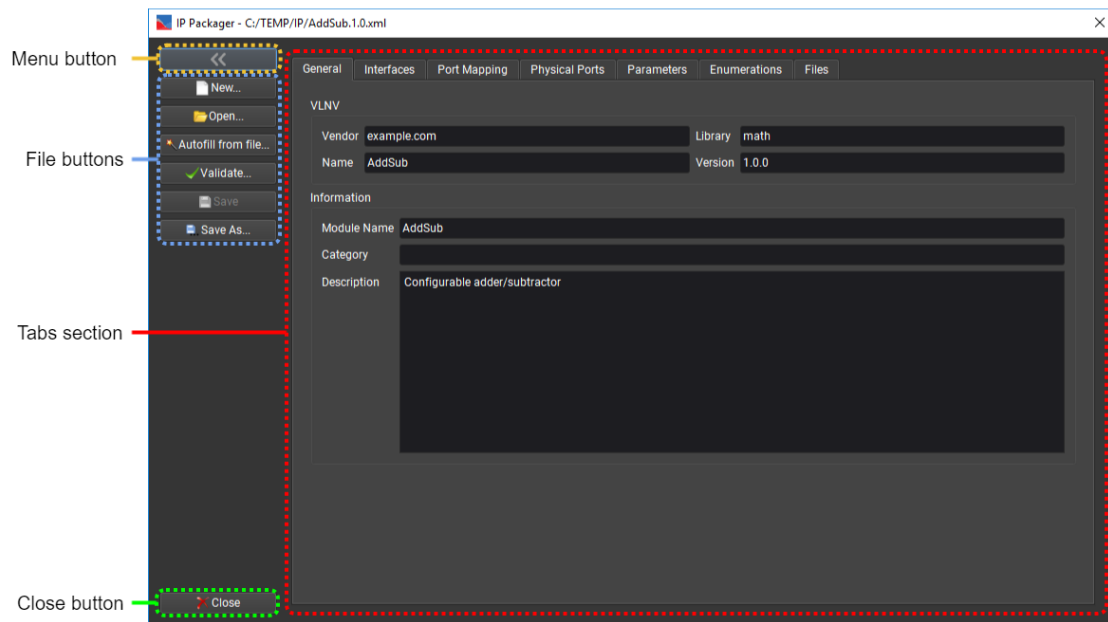 IP Packager - C:/TEMP/IP/AddSub.1.0.xml
Menu button
<<
General Interfaces Port Mapping Physical Ports Parameters Enumerations Files
New...
Open...
Autofill from file...
Validate...
Save
Save As...
File buttons
VLNV
Vendor example.com Library math
Name AddSub Version 1.0.0
Information
Module Name AddSub
Category
Description Configurable adder/subtractor
Tabs section
Close button
Close